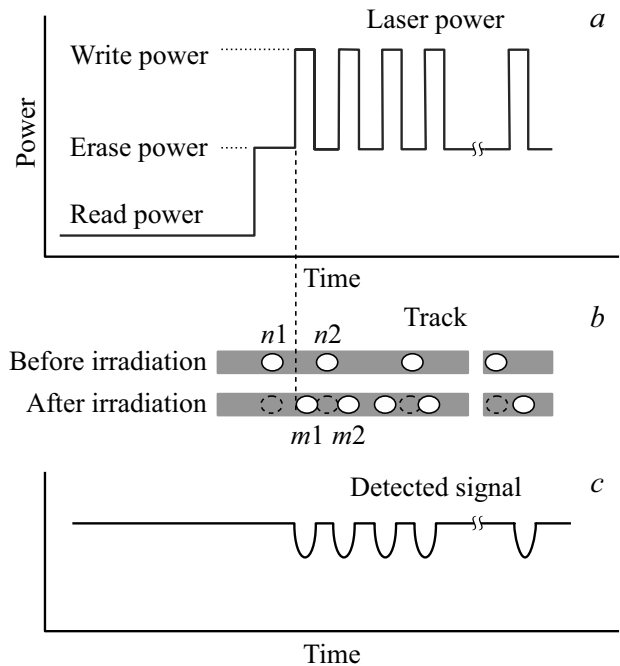 Laser power a
Write power
Erase power
Read power
Power
Time
Track b
n1 n2
Before irradiation
After irradiation
m1 m2
Detected signal c
Time